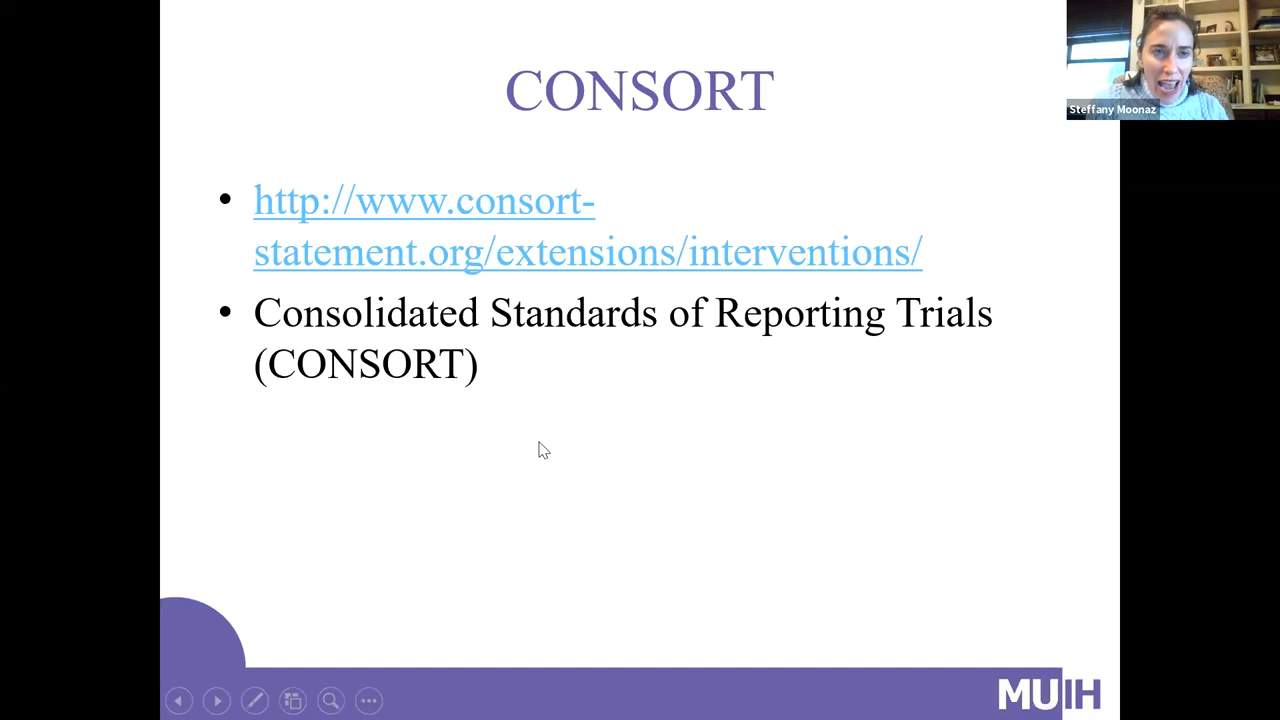 CONSORT
Steffany Moonaz
• http://www.consort-
statement.org/extensions/interventions/
• Consolidated Standards of Reporting Trials
(CONSORT)
MUIH